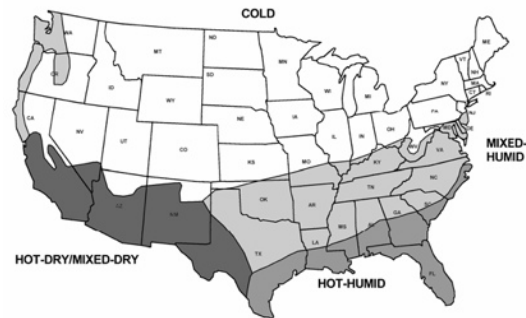 COLD
WA
MT
ND
MN
ME
VT
NH
OR
ID
SD
WI
MI
NY
MA
CT
RI
WY
IA
PA
NJ
NE
IL
IN
OH
DE
CA
NV
UT
CO
WV
VA
KS
MO
KY
MIXED-
HUMID
NC
TN
OK
AR
AZ
NM
SC
MS
AL
GA
TX
LA
HOT-DRY/MIXED-DRY
HOT-HUMID
FL